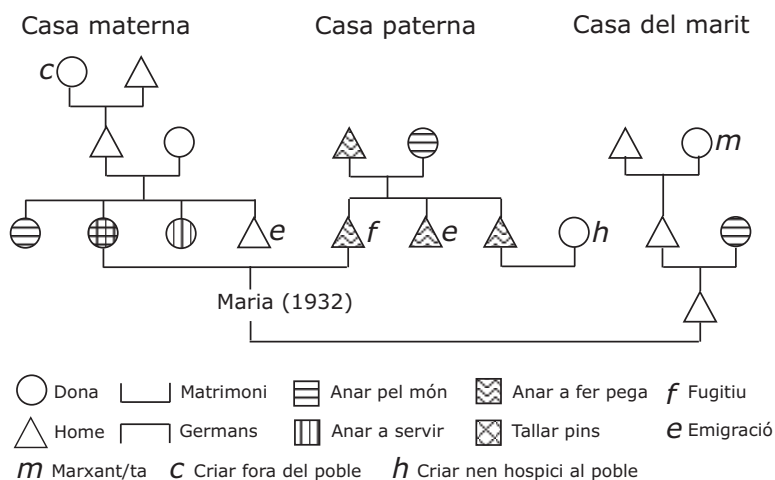 Casa materna Casa paterna Casa del marit
c
m
e f e h
Maria (1932)
Dona Matrimoni Anar pel món Anar a fer pega f Fugitiu
Home Germans Anar a servir Tallar pins e Emigració
m Marxant/ta c Criar fora del poble h Criar nen hospici al poble